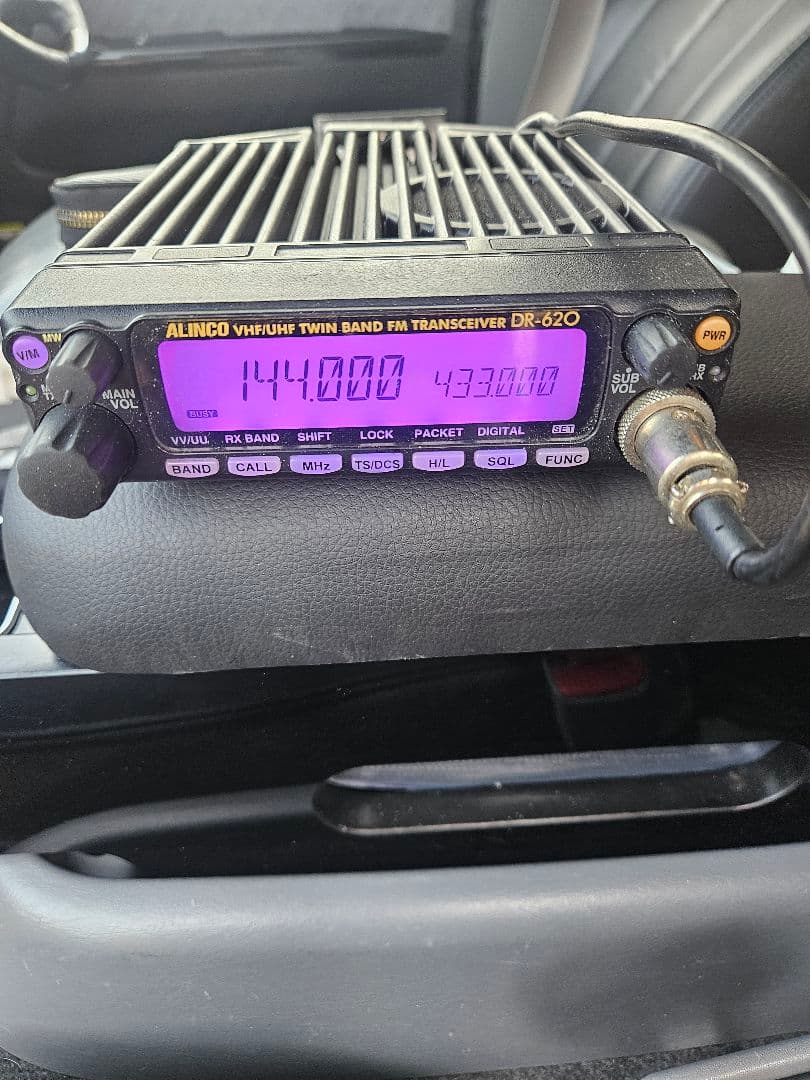 ALINCO VHF/UHF TWIN BAND FM TRANSCEIVER DR-620
MW
V/M
PWR
144.000 433.000
MAIN
VOL
SUB
VOL
BUSY
VV/UU RX BAND SHIFT LOCK PACKET DIGITAL SET
BAND CALL MHz TS/DCS H/L SQL FUNC